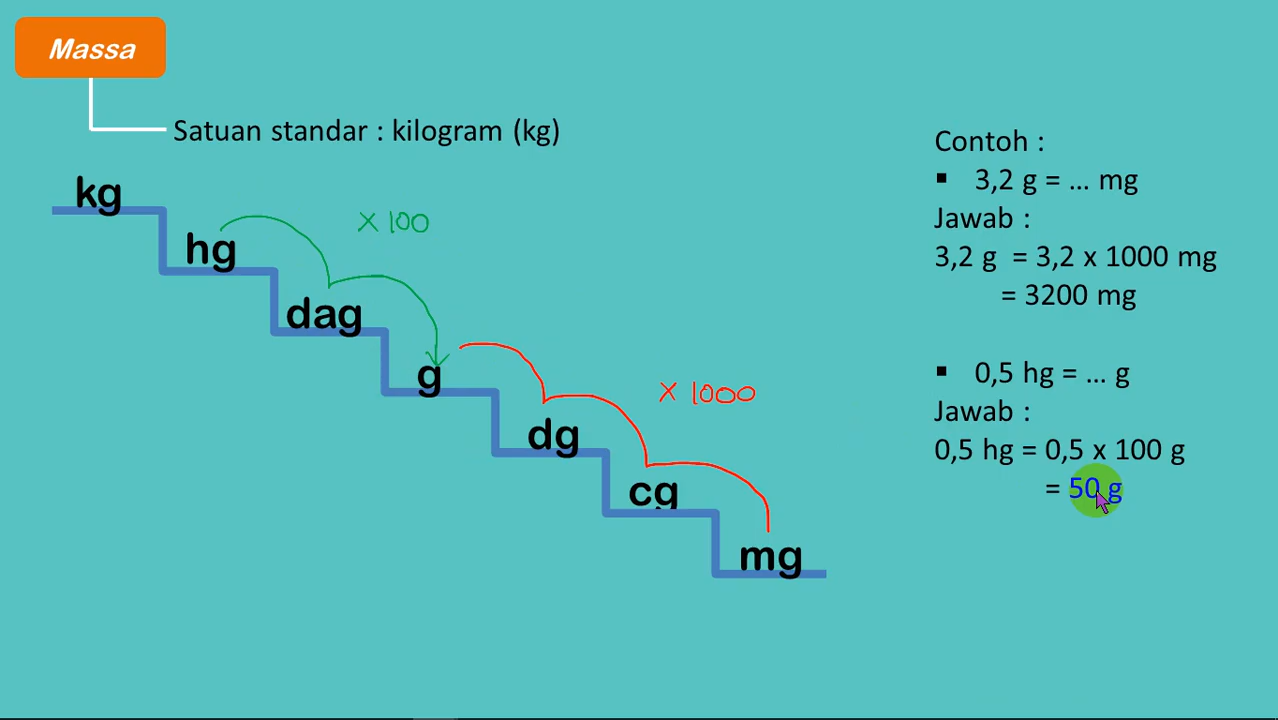 Massa
Satuan standar : kilogram (kg)
kg
hg
dag
g
dg
cg
mg
X 100
X 1000
Contoh :
▪ 3,2 g = ... mg
Jawab :
3,2 g = 3,2 x 1000 mg
= 3200 mg
▪ 0,5 hg = ... g
Jawab :
0,5 hg = 0,5 x 100 g
= 50 g